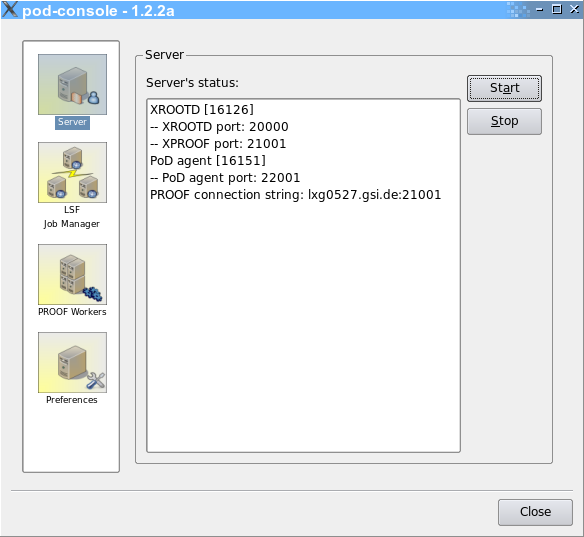 pod-console - 1.2.2a
Server
LSF
Job Manager
PROOF Workers
Preferences
Server
Server's status:
XROOTD [16126]
-- XROOTD port: 20000
-- XPROOF port: 21001
PoD agent [16151]
-- PoD agent port: 22001
PROOF connection string: lxg0527.gsi.de:21001
Start
Stop
Close